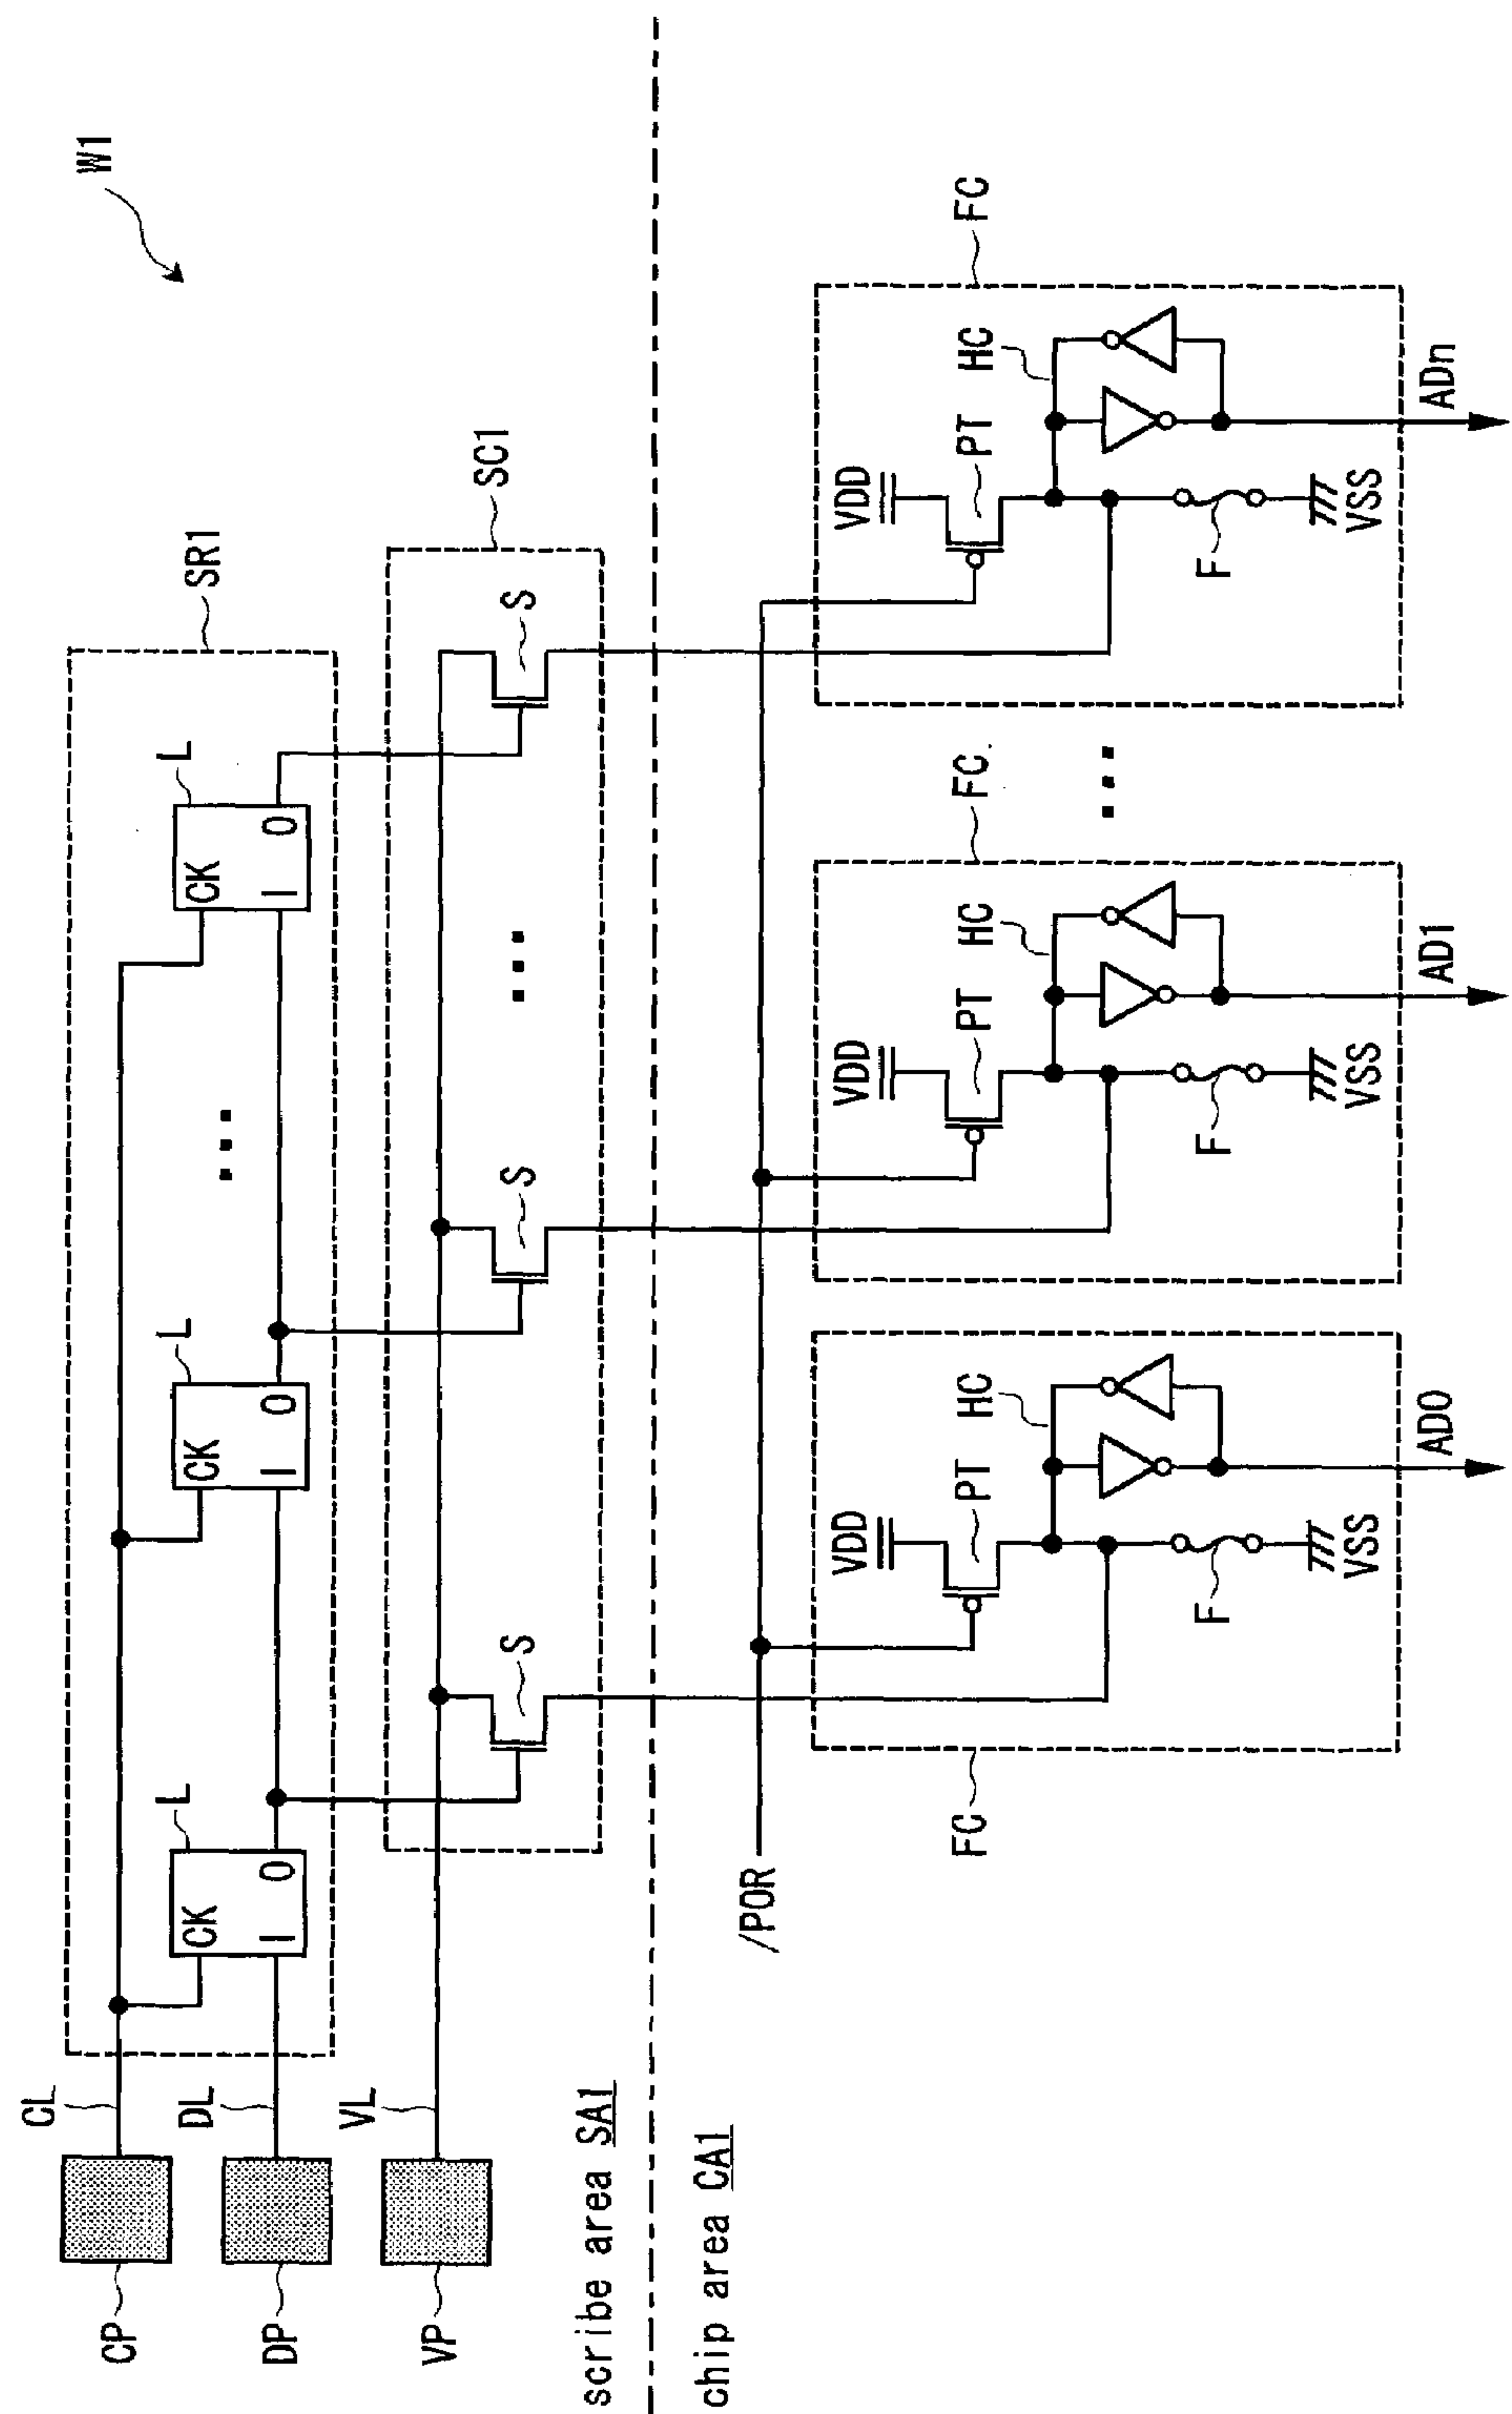 W1
SR1
CL
CP
L
L
L
CK
CK
CK
I O
I O
I O
DL
DP
SC1
VL
VP
S
S
S
scribe area SA1
chip area CA1
/POR
FC
FC
FC
VDD
VDD
VDD
PT
PT
PT
HC
HC
HC
F
F
F
VSS
VSS
VSS
AD0
AD1
ADn